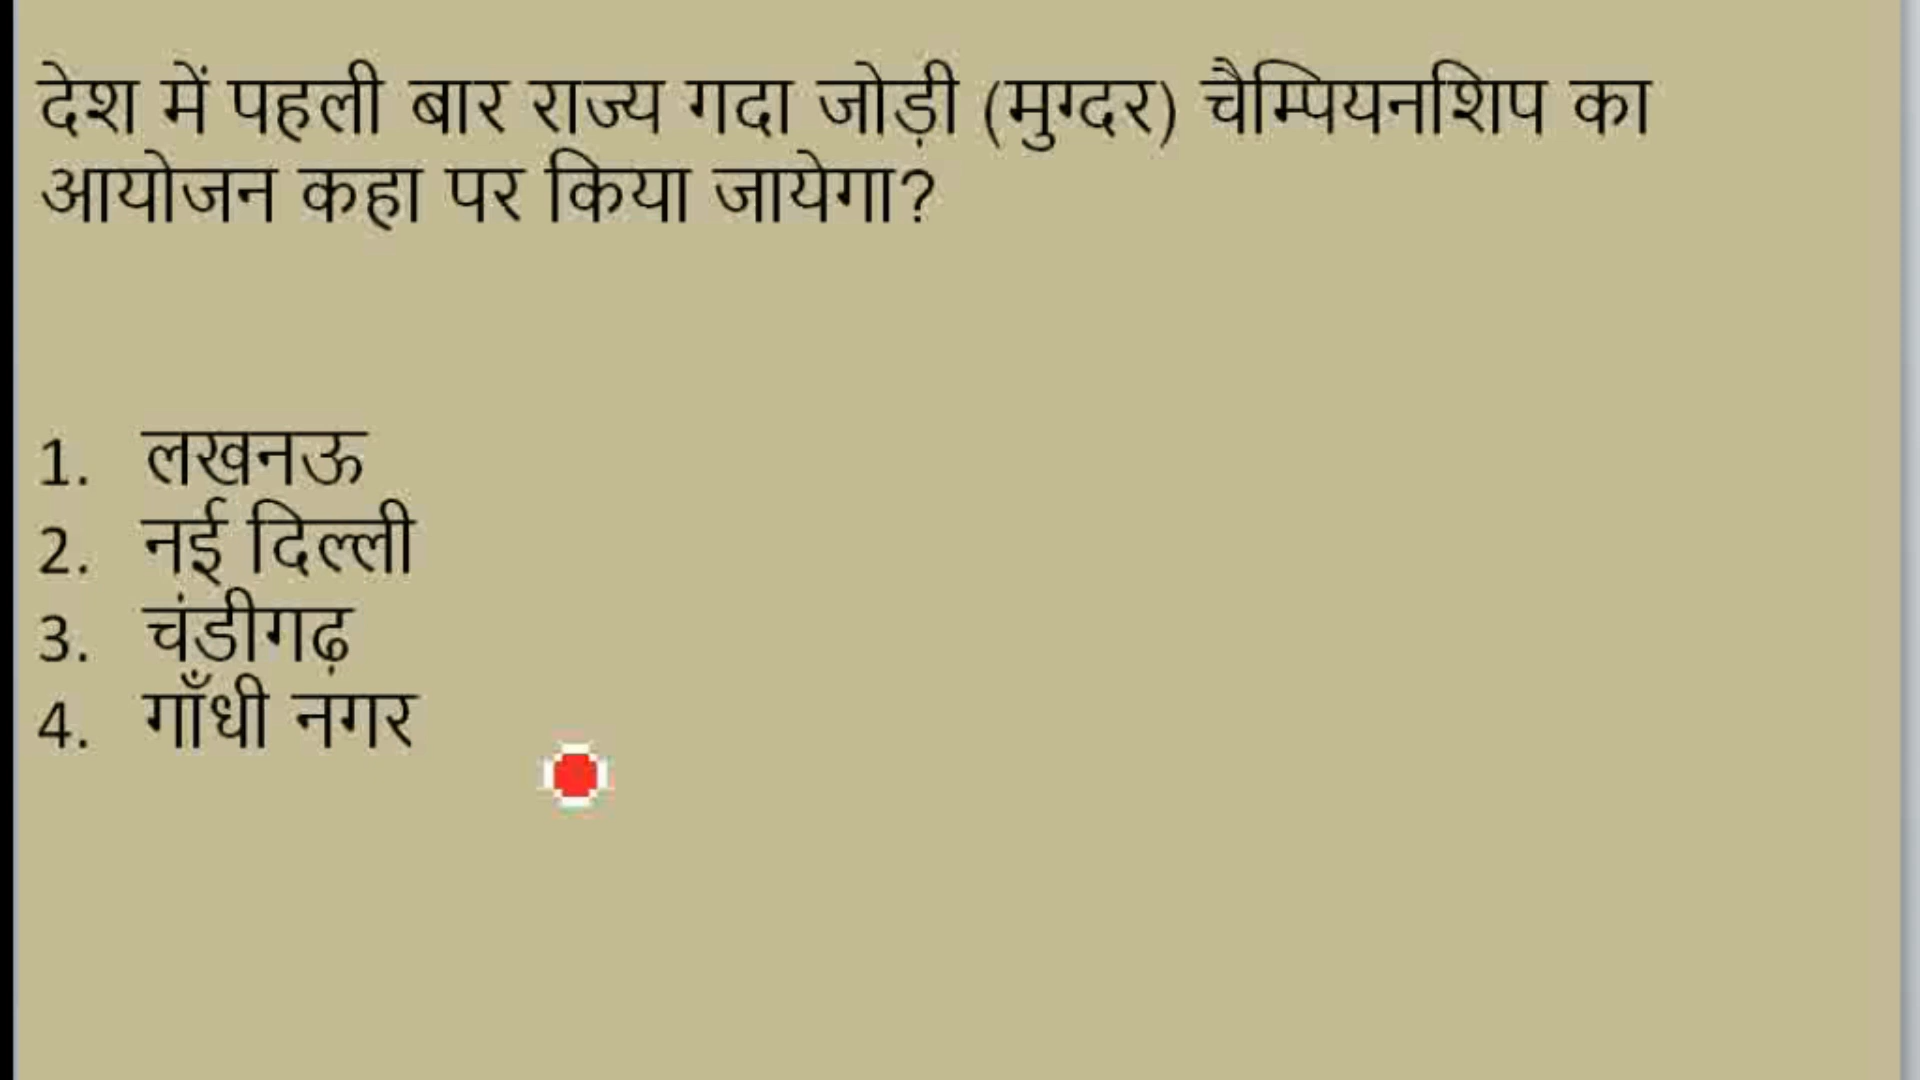 देश में पहली बार राज्य गदा जोड़ी (मुग्दर) चैम्पियनशिप का
आयोजन कहा पर किया जायेगा?
1. लखनऊ
2. नई दिल्ली
3. चंडीगढ़
4. गाँधी नगर